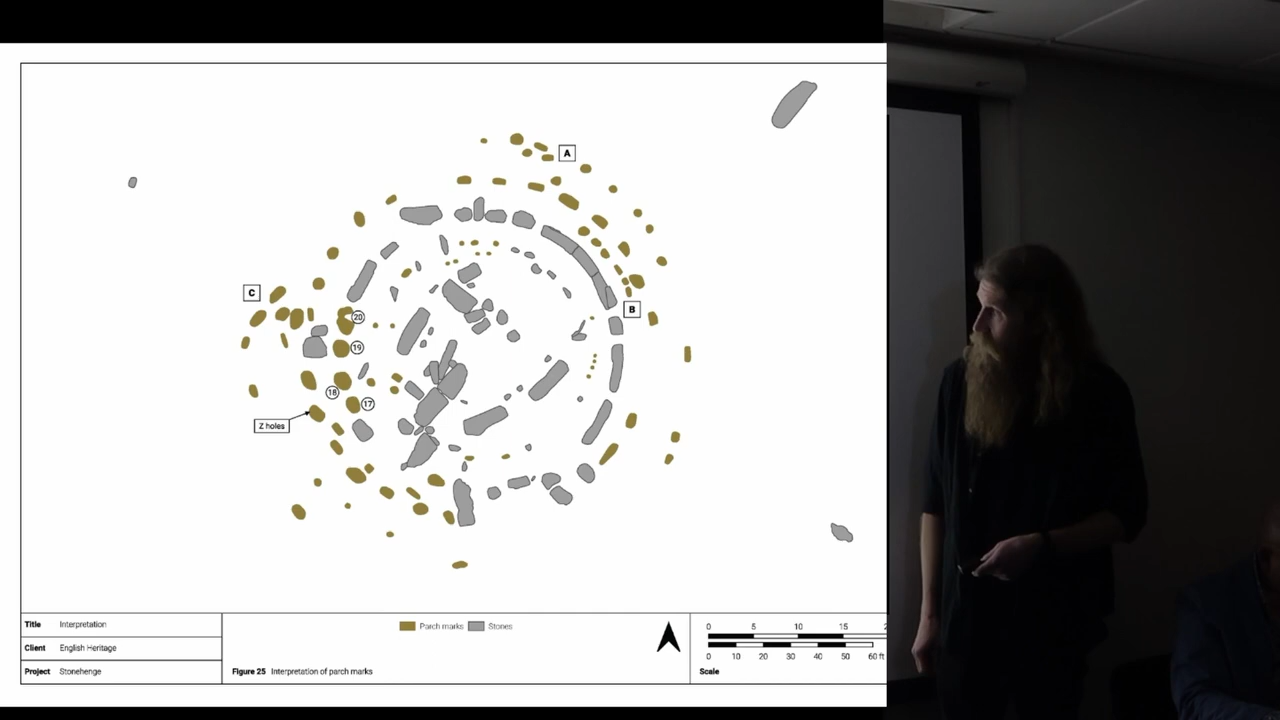 A
C
B
20
19
18
17
Z holes
Title Interpretation
Client English Heritage
Project Stonehenge
Parch marks Stones
Figure 25 Interpretation of parch marks
0 5 10 15
0 10 20 30 40 50 60 ft
Scale